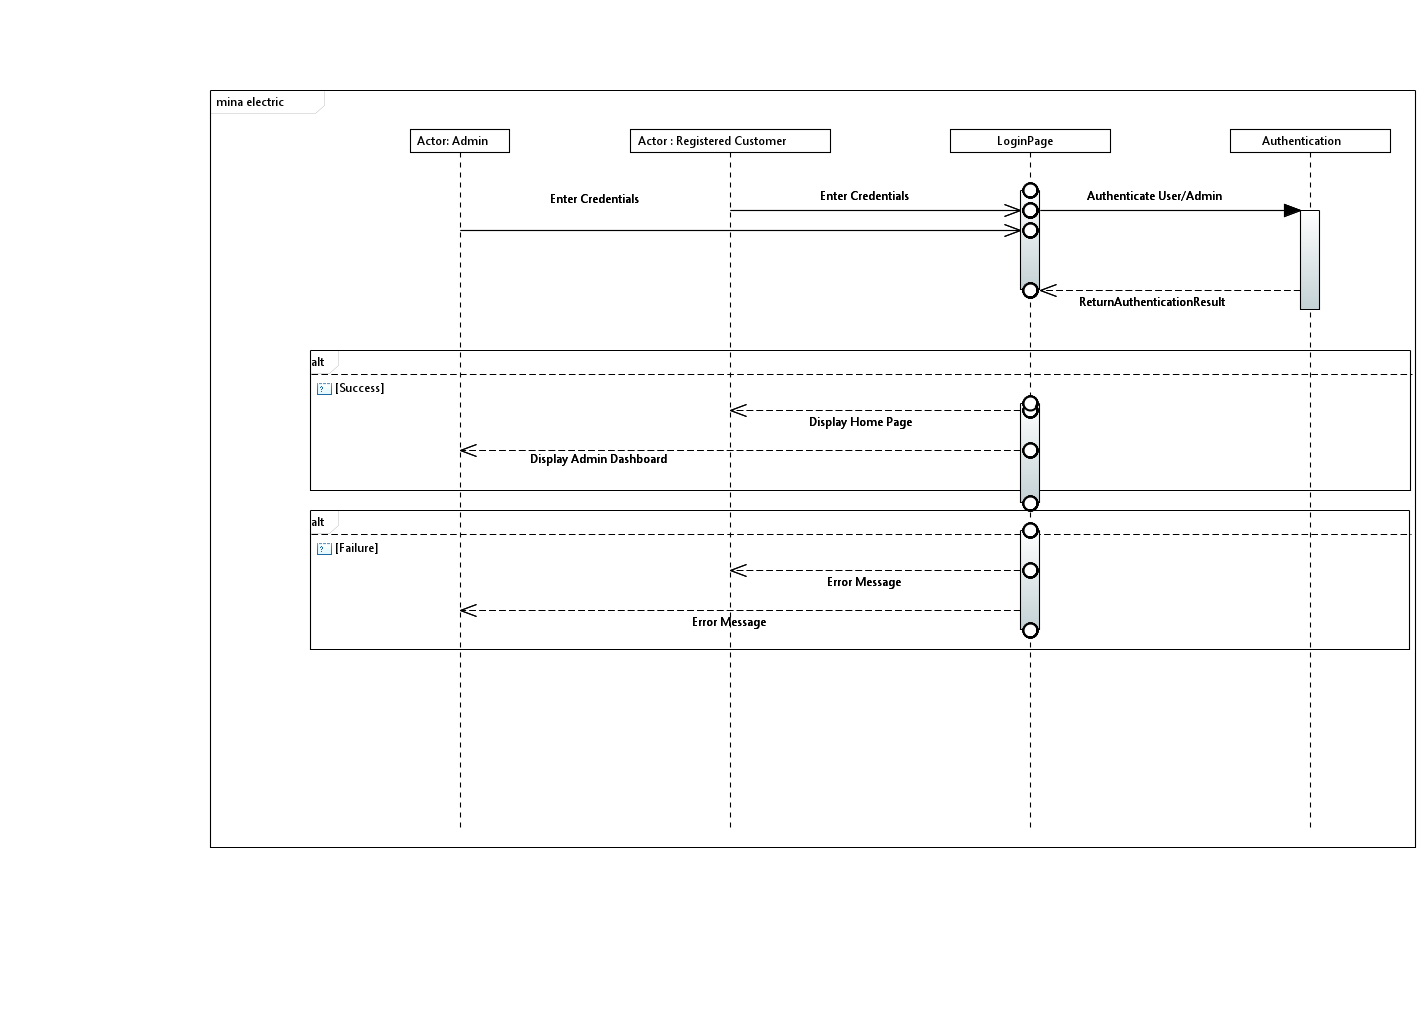 mina electric
Actor: Admin
Actor : Registered Customer
LoginPage
Authentication
Enter Credentials
Enter Credentials
Authenticate User/Admin
ReturnAuthenticationResult
alt
[Success]
Display Home Page
Display Admin Dashboard
alt
[Failure]
Error Message
Error Message